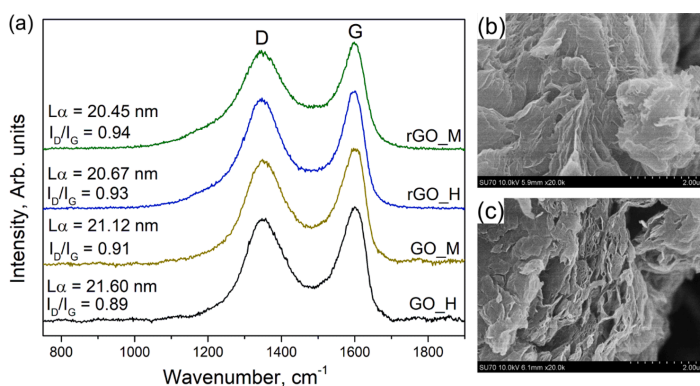 (a)
D
G
Lα = 20.45 nm
I_D/I_G = 0.94
rGO_M
Lα = 20.67 nm
I_D/I_G = 0.93
rGO_H
Lα = 21.12 nm
I_D/I_G = 0.91
GO_M
Lα = 21.60 nm
I_D/I_G = 0.89
GO_H
Intensity, Arb. units
800 1000 1200 1400 1600 1800
Wavenumber, cm⁻¹
(b)
SU70 10.0kV 5.9mm x20.0k 2.00um
(c)
SU70 10.0kV 6.1mm x20.0k 2.00um